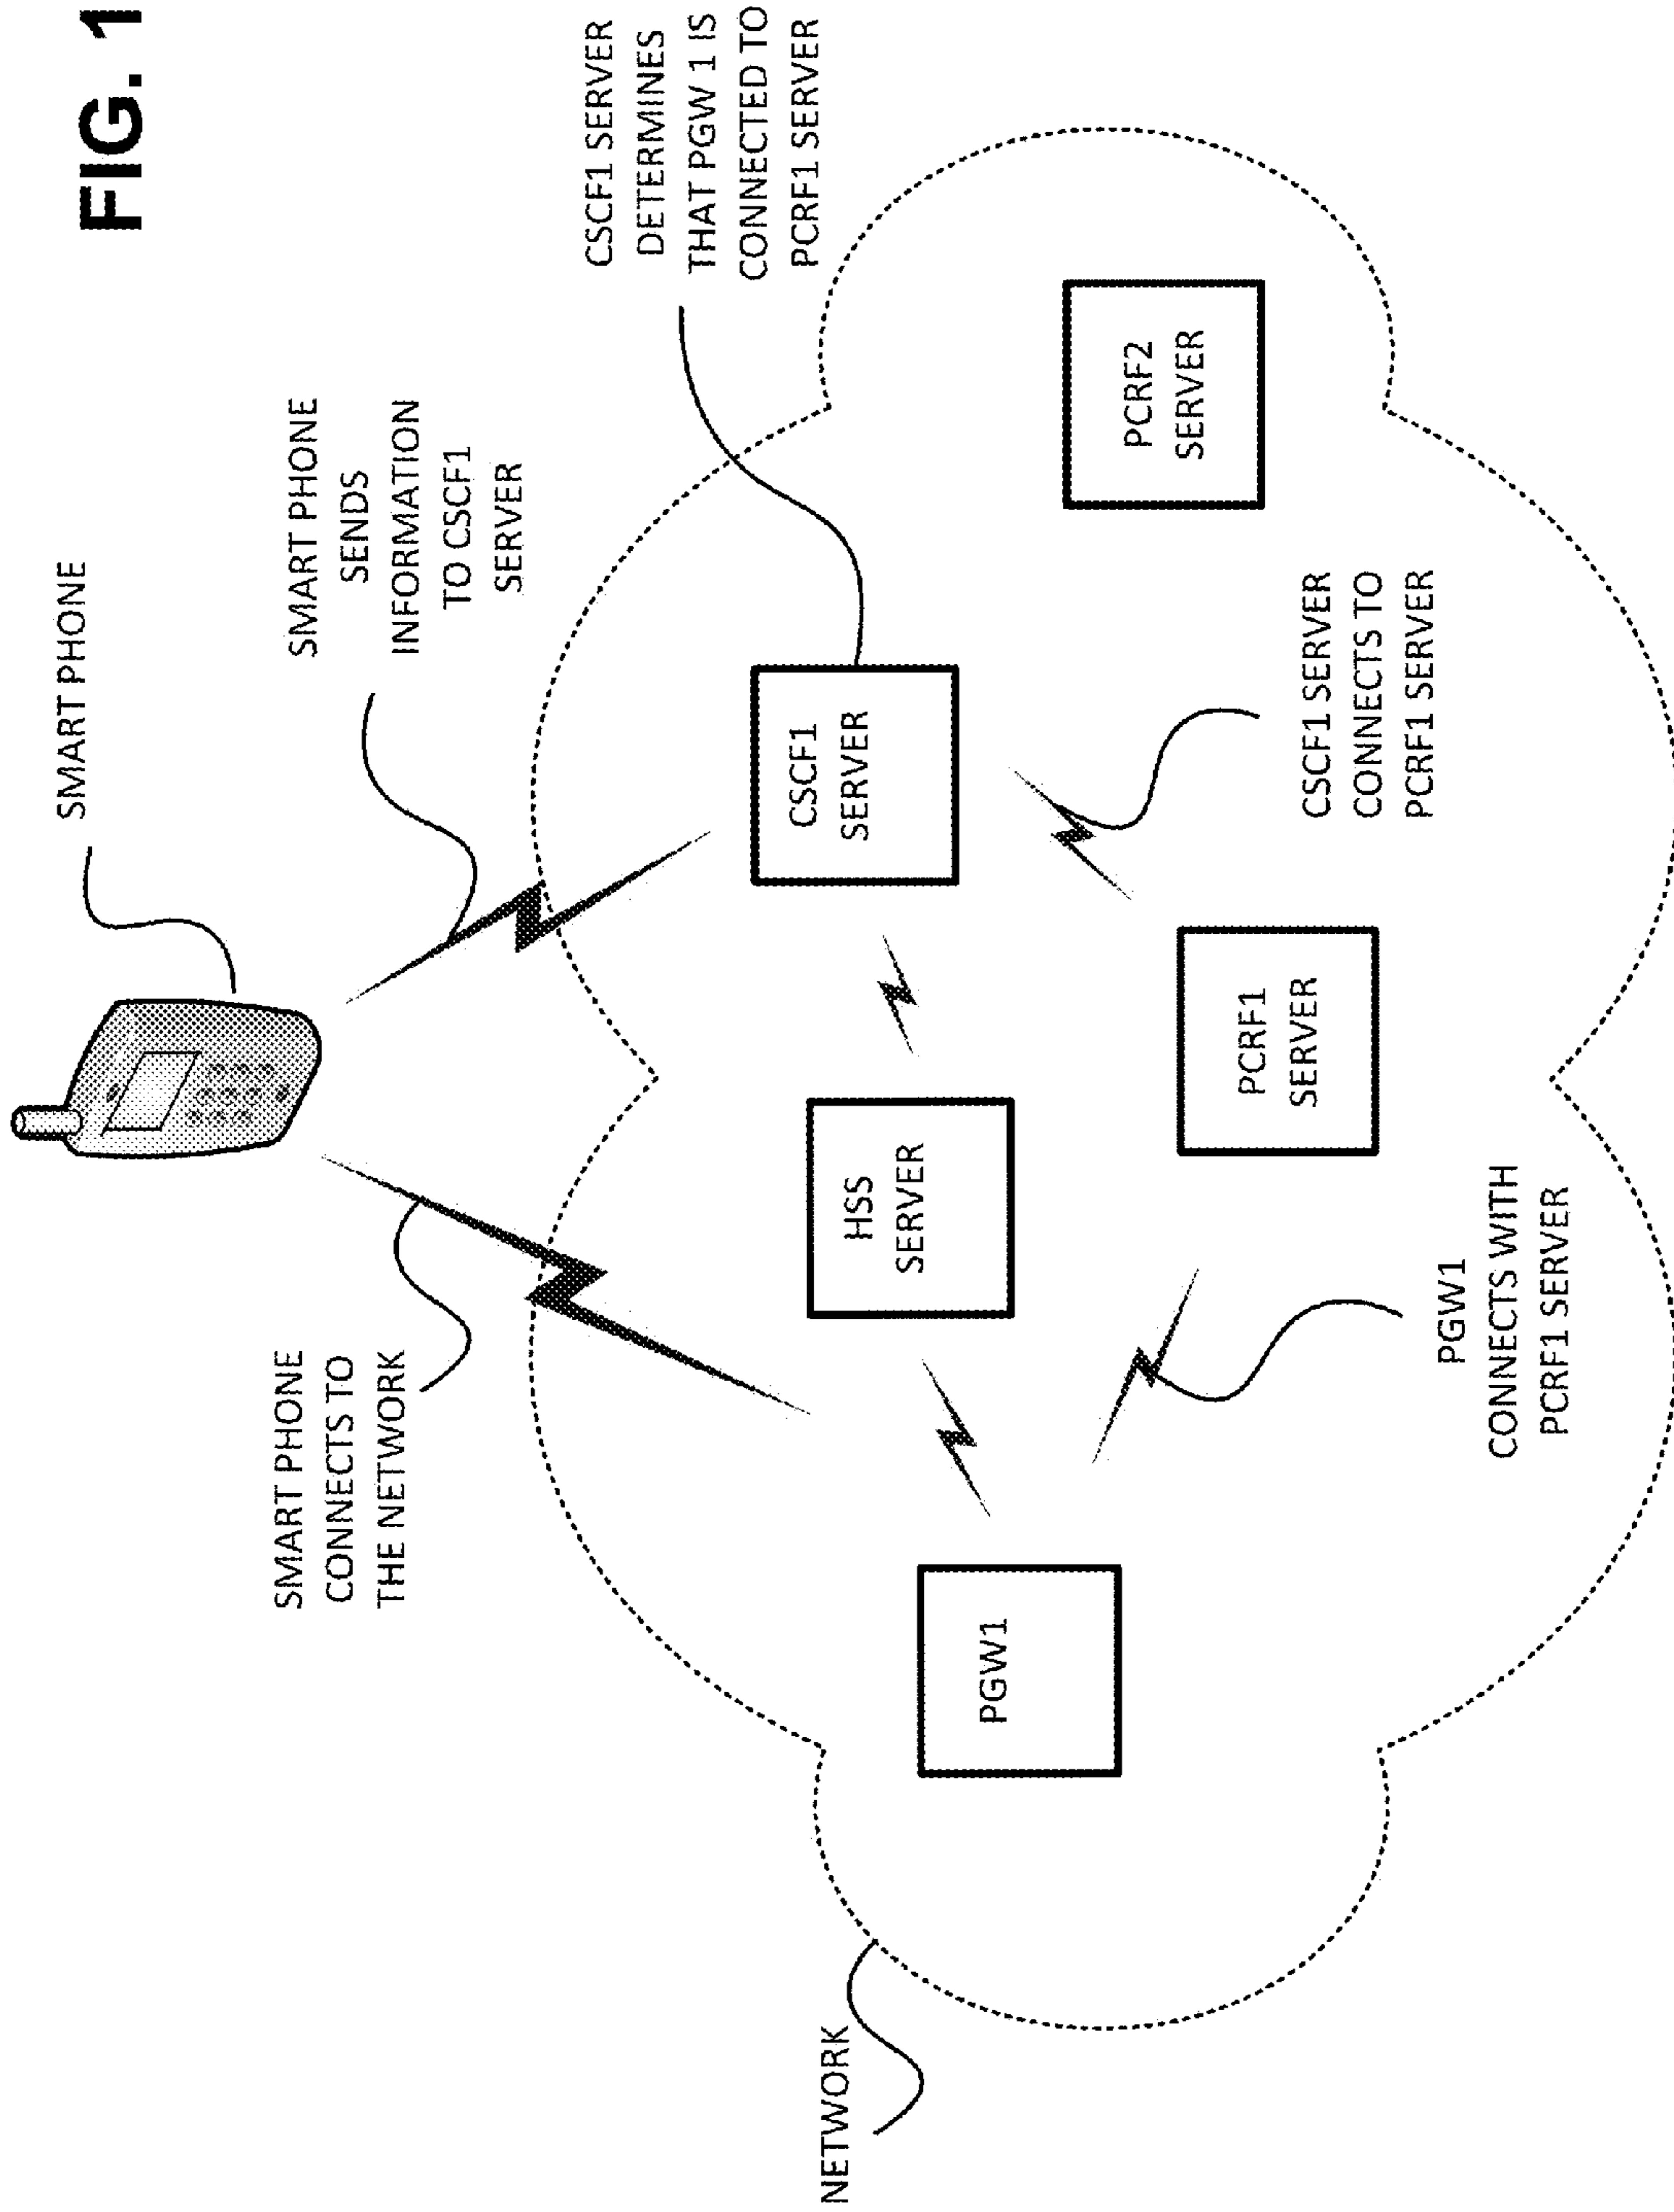 FIG. 1
SMART PHONE
SMART PHONE
CONNECTS TO
THE NETWORK
SMART PHONE
SENDS
INFORMATION
TO CSCF1
SERVER
CSCF1 SERVER
DETERMINES
THAT PGW 1 IS
CONNECTED TO
PCRF1 SERVER
NETWORK
PGW1
HSS
SERVER
CSCF1
SERVER
PCRF2
SERVER
PCRF1
SERVER
CSCF1 SERVER
CONNECTS TO
PCRF1 SERVER
PGW1
CONNECTS WITH
PCRF1 SERVER